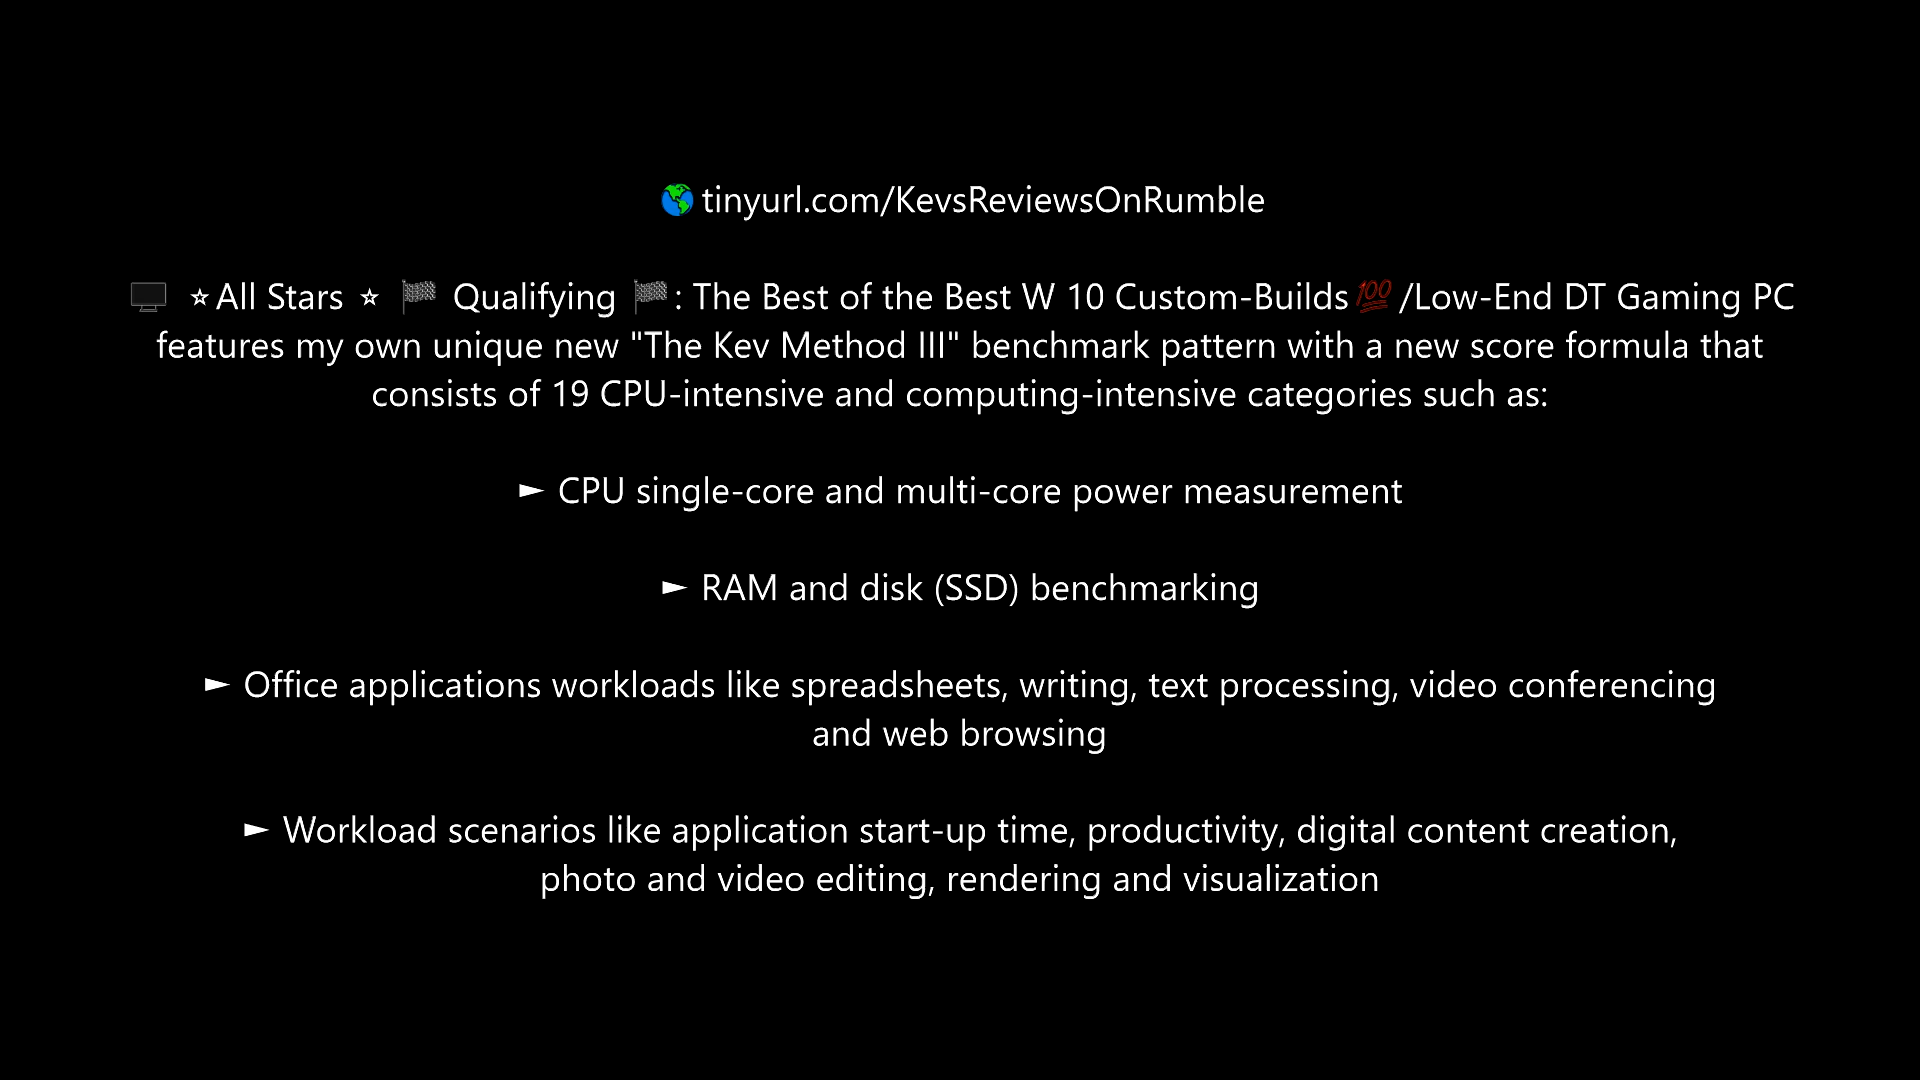 🌎 tinyurl.com/KevsReviewsOnRumble
🖥 ⭐All Stars ⭐ 🏁 Qualifying 🏁: The Best of the Best W 10 Custom-Builds💯/Low-End DT Gaming PC
features my own unique new "The Kev Method III" benchmark pattern with a new score formula that
consists of 19 CPU-intensive and computing-intensive categories such as:
► CPU single-core and multi-core power measurement
► RAM and disk (SSD) benchmarking
► Office applications workloads like spreadsheets, writing, text processing, video conferencing
and web browsing
► Workload scenarios like application start-up time, productivity, digital content creation,
photo and video editing, rendering and visualization